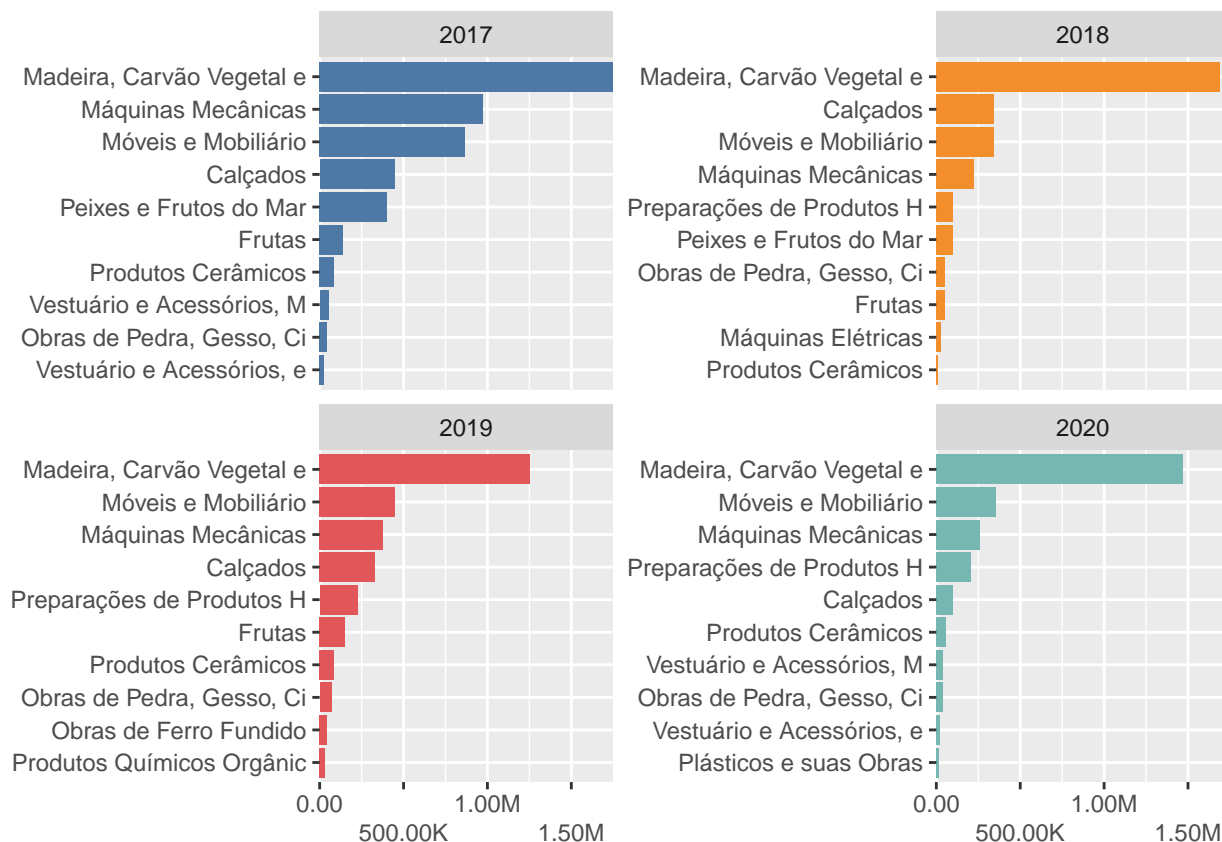 2017
Madeira, Carvão Vegetal e
Máquinas Mecânicas
Móveis e Mobiliário
Calçados
Peixes e Frutos do Mar
Frutas
Produtos Cerâmicos
Vestuário e Acessórios, M
Obras de Pedra, Gesso, Ci
Vestuário e Acessórios, e
2018
Madeira, Carvão Vegetal e
Calçados
Móveis e Mobiliário
Máquinas Mecânicas
Preparações de Produtos H
Peixes e Frutos do Mar
Obras de Pedra, Gesso, Ci
Frutas
Máquinas Elétricas
Produtos Cerâmicos
2019
Madeira, Carvão Vegetal e
Móveis e Mobiliário
Máquinas Mecânicas
Calçados
Preparações de Produtos H
Frutas
Produtos Cerâmicos
Obras de Pedra, Gesso, Ci
Obras de Ferro Fundido
Produtos Químicos Orgânic
0.00 1.00M
500.00K 1.50M
2020
Madeira, Carvão Vegetal e
Móveis e Mobiliário
Máquinas Mecânicas
Preparações de Produtos H
Calçados
Produtos Cerâmicos
Vestuário e Acessórios, M
Obras de Pedra, Gesso, Ci
Vestuário e Acessórios, e
Plásticos e suas Obras
0.00 1.00M
500.00K 1.50M